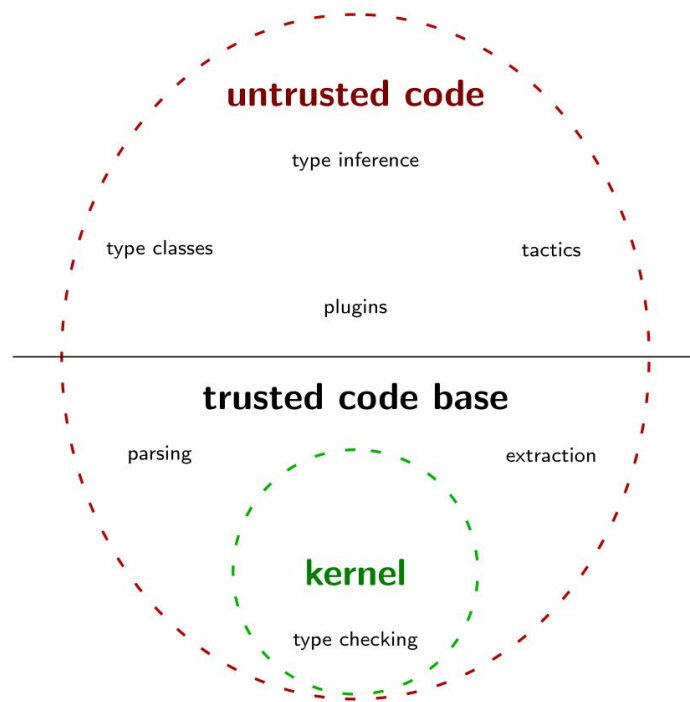 untrusted code
type inference
type classes
tactics
plugins
trusted code base
parsing
extraction
kernel
type checking